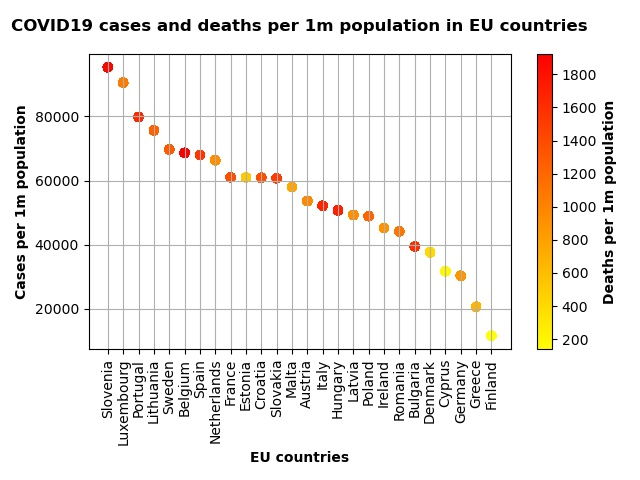 COVID19 cases and deaths per 1m population in EU countries
Cases per 1m population
80000
60000
40000
20000
Slovenia
Luxembourg
Portugal
Lithuania
Sweden
Belgium
Spain
Netherlands
France
Estonia
Croatia
Slovakia
Malta
Austria
Italy
Hungary
Latvia
Poland
Ireland
Romania
Bulgaria
Denmark
Cyprus
Germany
Greece
Finland
EU countries
1800
1600
1400
1200
1000
800
600
400
200
Deaths per 1m population